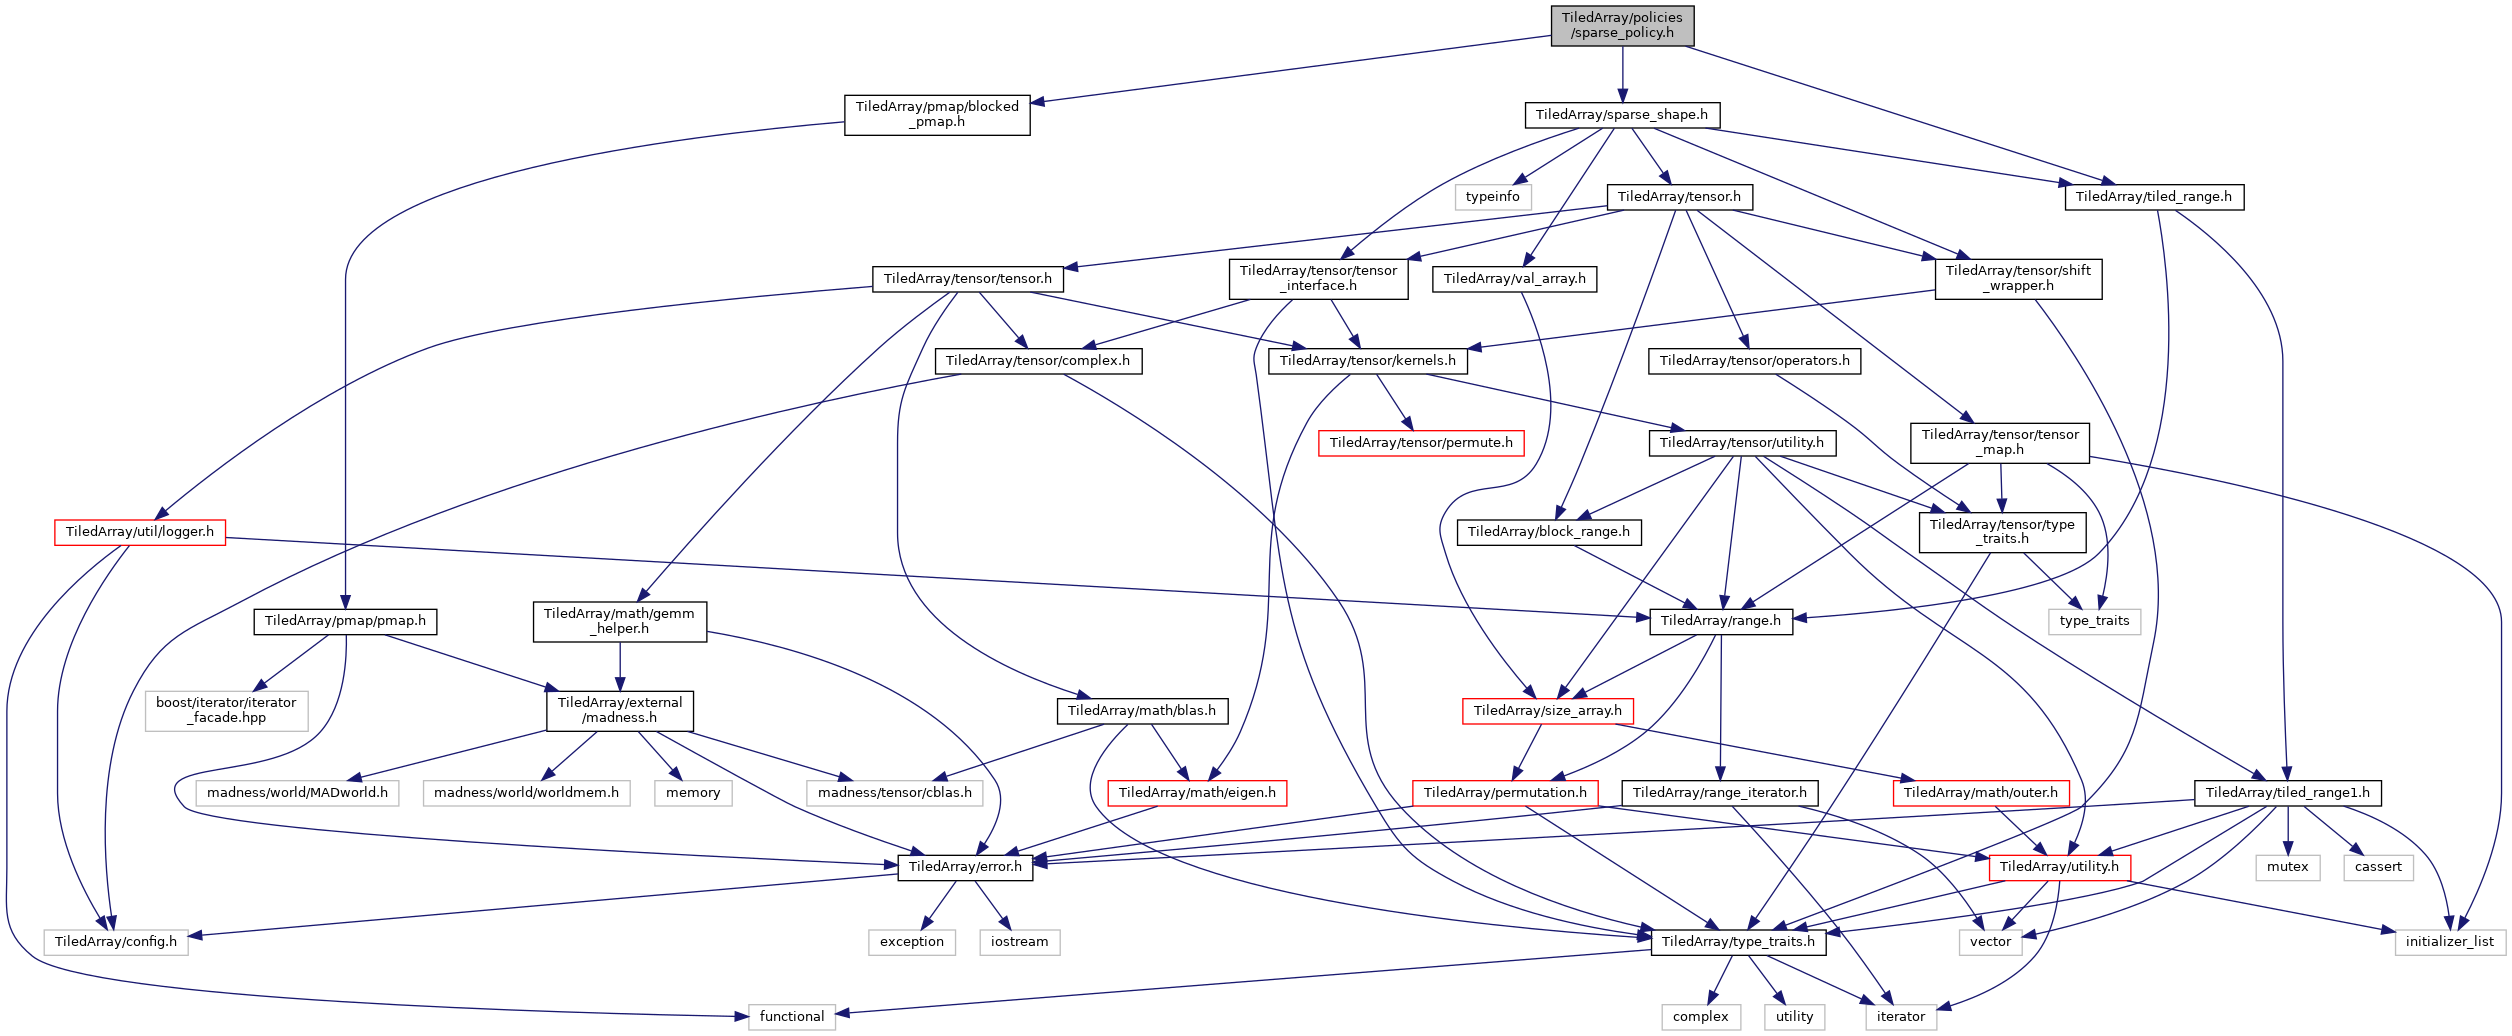 TiledArray/policies
/sparse_policy.h
TiledArray/pmap/blocked
_pmap.h
TiledArray/sparse_shape.h
typeinfo
TiledArray/tensor.h
TiledArray/tiled_range.h
TiledArray/tensor/tensor.h
TiledArray/tensor/tensor
_interface.h
TiledArray/val_array.h
TiledArray/tensor/shift
_wrapper.h
TiledArray/tensor/complex.h
TiledArray/tensor/kernels.h
TiledArray/tensor/operators.h
TiledArray/tensor/permute.h
TiledArray/tensor/utility.h
TiledArray/tensor/tensor
_map.h
TiledArray/util/logger.h
TiledArray/block_range.h
TiledArray/tensor/type
_traits.h
TiledArray/pmap/pmap.h
TiledArray/math/gemm
_helper.h
TiledArray/range.h
type_traits
boost/iterator/iterator
_facade.hpp
TiledArray/external
/madness.h
TiledArray/math/blas.h
TiledArray/size_array.h
madness/world/MADworld.h
madness/world/worldmem.h
memory
madness/tensor/cblas.h
TiledArray/math/eigen.h
TiledArray/permutation.h
TiledArray/range_iterator.h
TiledArray/math/outer.h
TiledArray/tiled_range1.h
TiledArray/error.h
TiledArray/utility.h
mutex
cassert
TiledArray/config.h
exception
iostream
TiledArray/type_traits.h
vector
initializer_list
functional
complex
utility
iterator